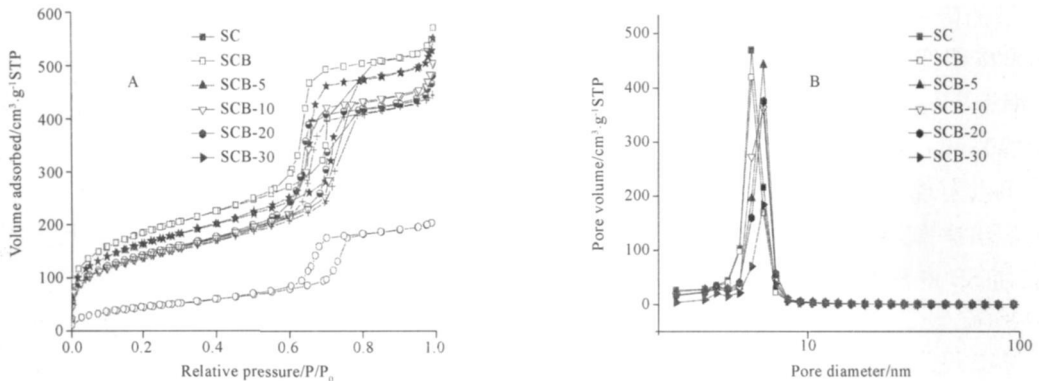 600
500
400
300
200
100
0
Volume adsorbed/cm³·g⁻¹STP
A
SC
SCB
SCB-5
SCB-10
SCB-20
SCB-30
0.0 0.2 0.4 0.6 0.8 1.0
Relative pressure/P/P₀
500
400
300
200
100
0
Pore volume/cm³·g⁻¹STP
B
SC
SCB
SCB-5
SCB-10
SCB-20
SCB-30
10 100
Pore diameter/nm